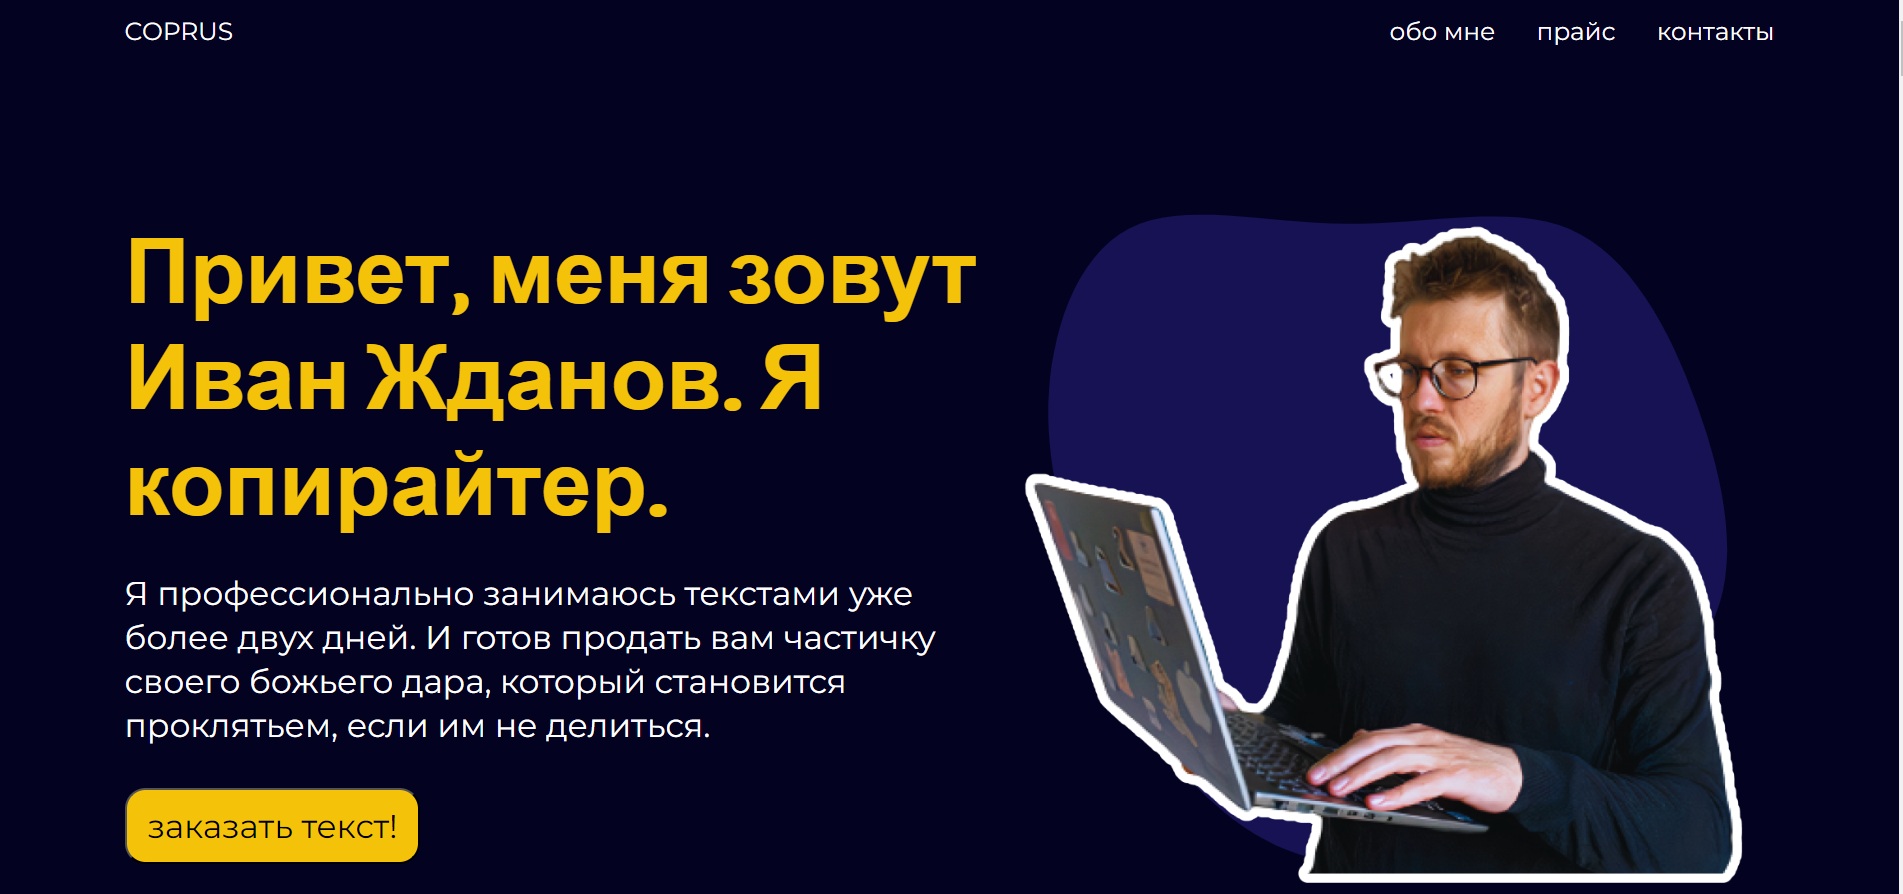 COPRUS
обо мне
прайс
контакты
Привет, меня зовут
Иван Жданов. Я
копирайтер.
Я профессионально занимаюсь текстами уже
более двух дней. И готов продать вам частичку
своего божьего дара, который становится
проклятьем, если им не делиться.
заказать текст!